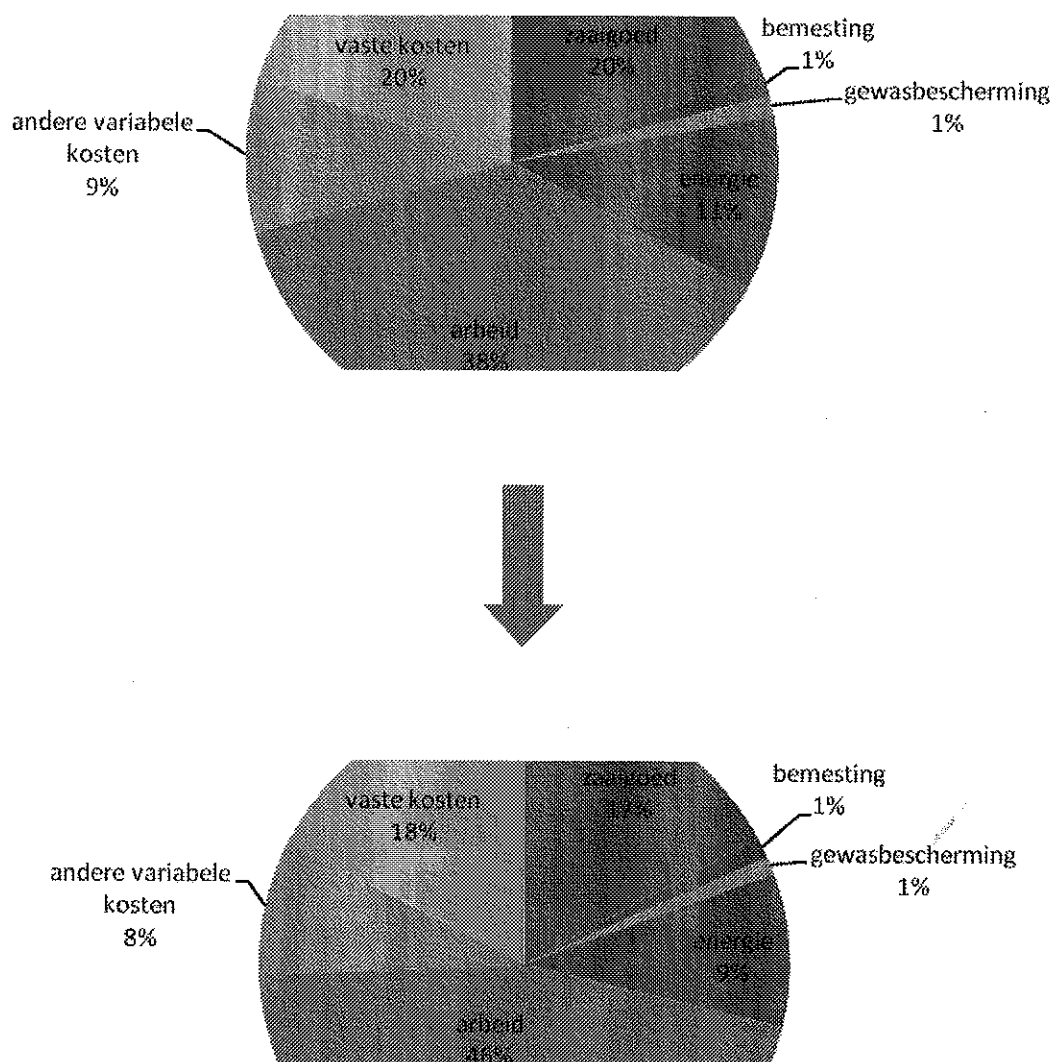 vaste kosten
20%
zaaigoed
20%
bemesting
1%
gewasbescherming
1%
andere variabele
kosten
9%
energie
11%
arbeid
38%
vaste kosten
18%
zaaigoed
17%
bemesting
1%
gewasbescherming
1%
andere variabele
kosten
8%
energie
9%
arbeid
46%